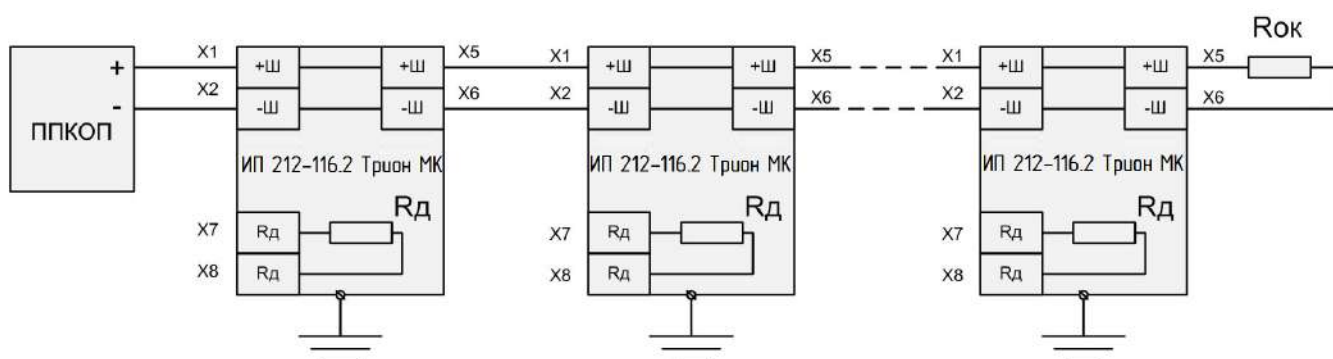 Rок
X1 X5 X1 X5 X1 X5
+ +Ш +Ш +Ш +Ш +Ш +Ш
X2 X6 X2 X6 X2 X6
- -Ш -Ш -Ш -Ш -Ш -Ш
ППКОП
ИП 212-116.2 Трион МК ИП 212-116.2 Трион МК ИП 212-116.2 Трион МК
Rд Rд Rд
X7 Rд X7 Rд X7 Rд
X8 Rд X8 Rд X8 Rд